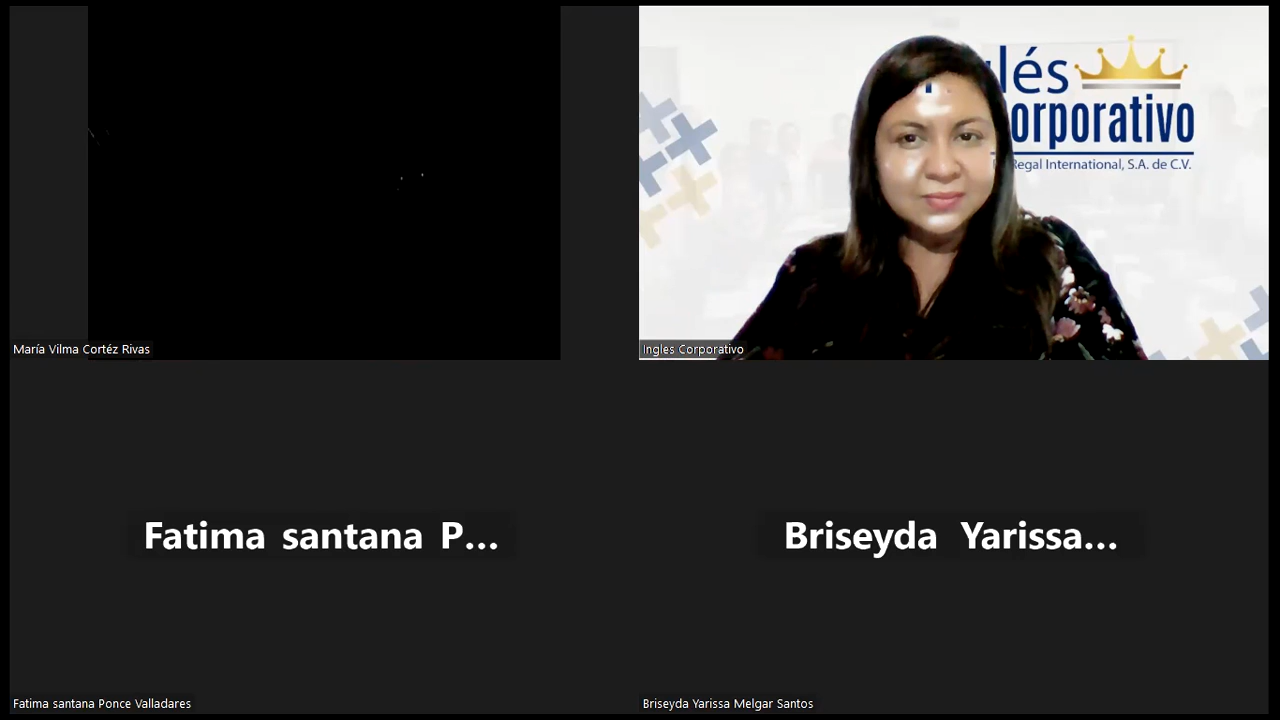 lés
orporativo
Regal International, S.A. de C.V.
María Vilma Cortéz Rivas
Ingles Corporativo
Fatima santana P...
Briseyda Yarissa...
Fatima santana Ponce Valladares
Briseyda Yarissa Melgar Santos